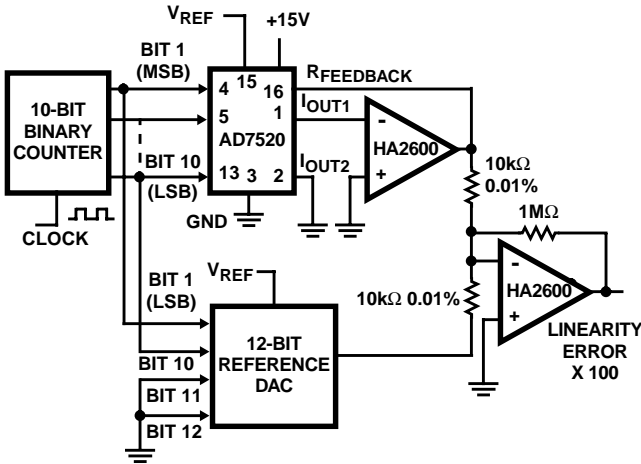 VREF
+15V
BIT 1
(MSB)
RFEEDBACK
15
4
16
IOUT1
10-BIT
BINARY
COUNTER
5
1
AD7520
-
HA2600
+
BIT 10
(LSB)
13
3
2
IOUT2
10kΩ
0.01%
GND
1MΩ
CLOCK
VREF
BIT 1
(LSB)
10kΩ 0.01%
-
HA2600
+
12-BIT
REFERENCE
DAC
LINEARITY
ERROR
X 100
BIT 10
BIT 11
BIT 12